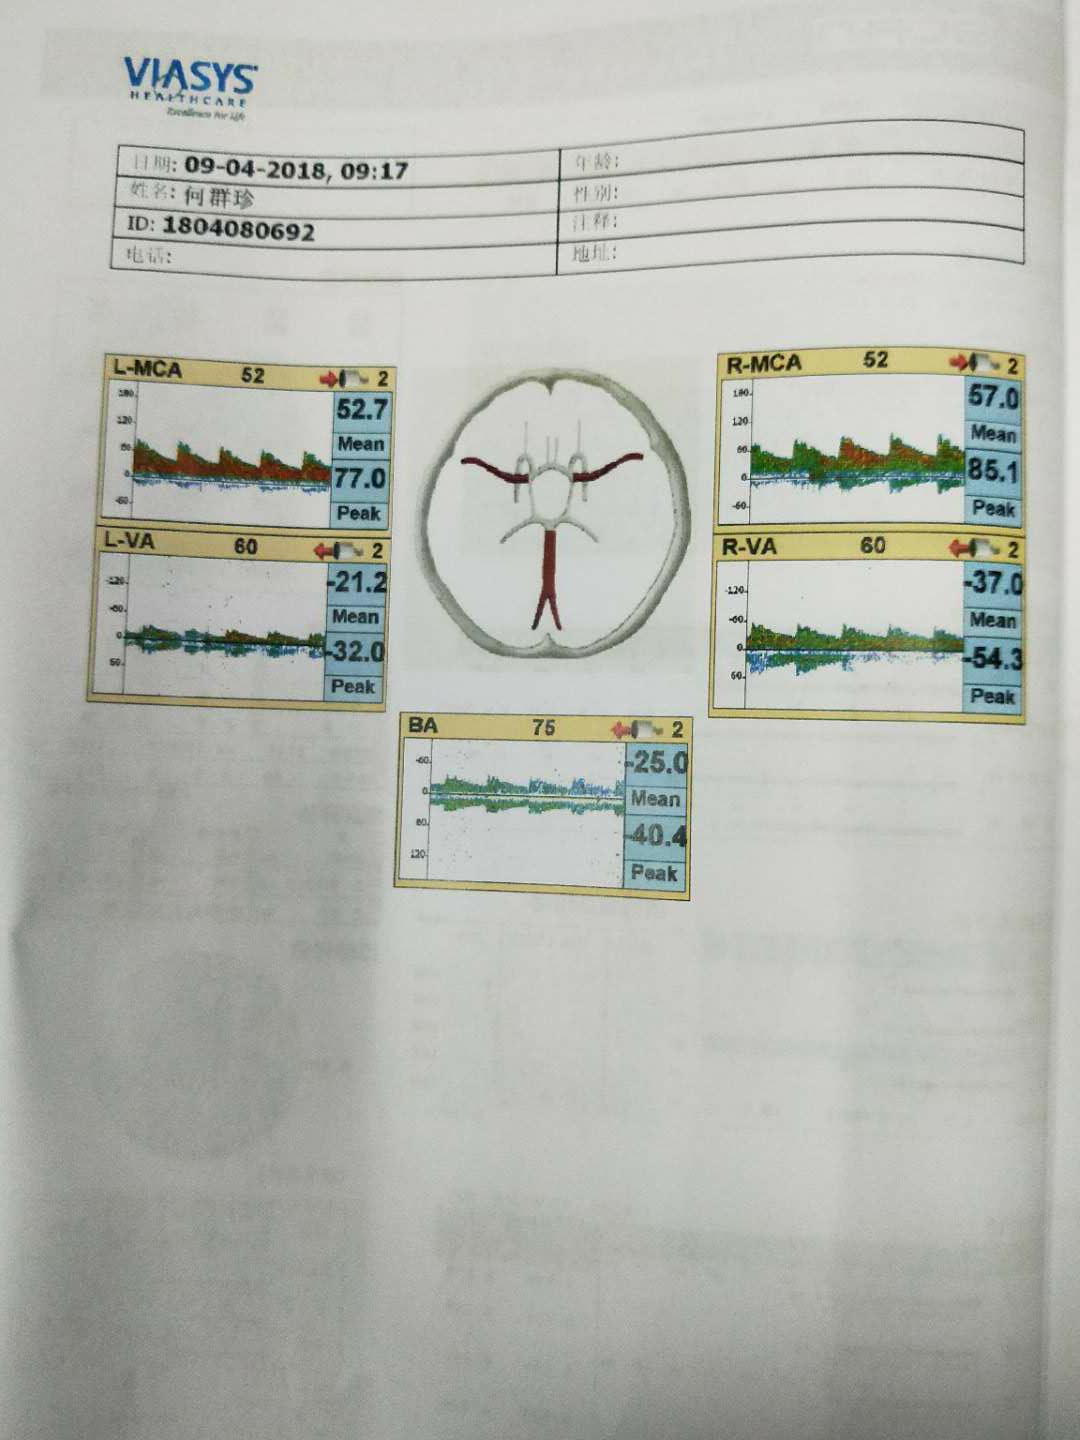 VIASYS
HEALTHCARE
Excellence For Life
日期: 09-04-2018, 09:17
年龄:
姓名: 何群珍
性别:
ID: 1804080692
注释:
电话:
地址:
L-MCA 52 2
180
120
60
0
-60
52.7
Mean
77.0
Peak
R-MCA 52 2
180
120
60
0
-60
57.0
Mean
85.1
Peak
L-VA 60 2
-120
-60
0
60
-21.2
Mean
-32.0
Peak
R-VA 60 2
-120
-60
0
60
-37.0
Mean
-54.3
Peak
BA 75 2
-60
0
60
120
-25.0
Mean
-40.4
Peak